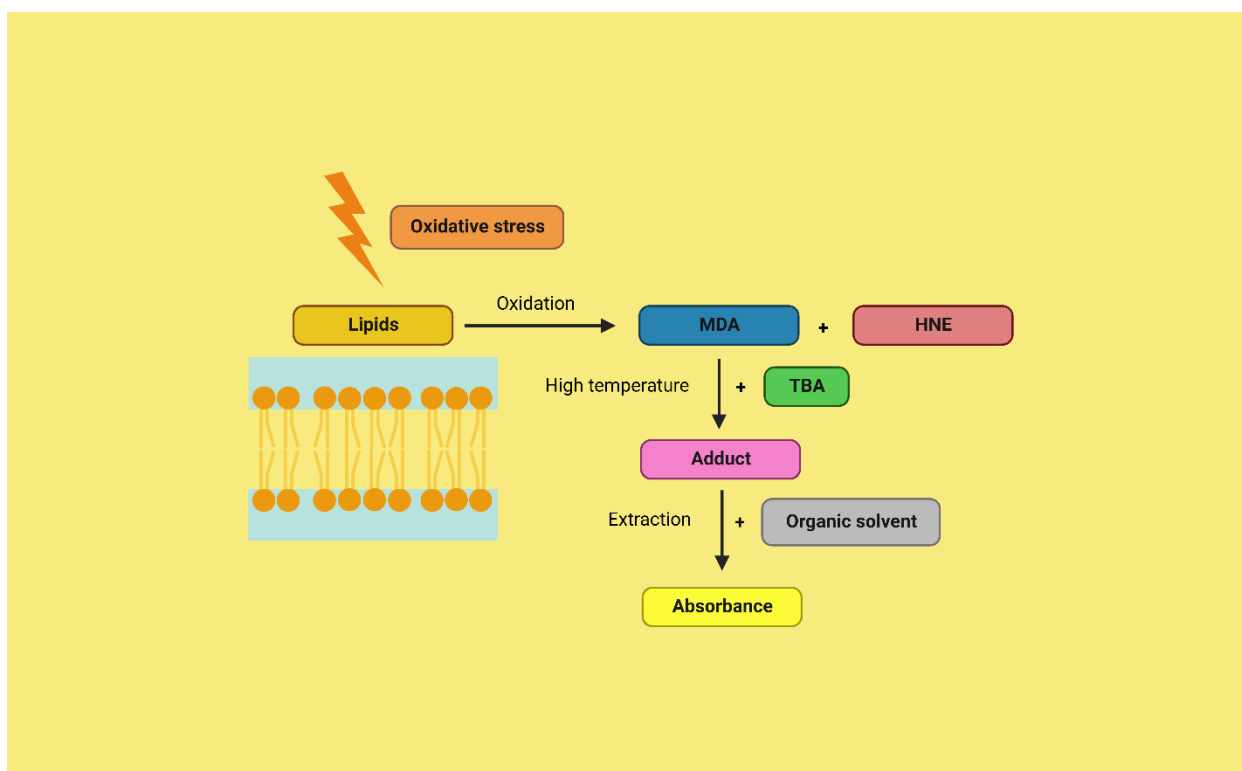 Oxidative stress
Oxidation
Lipids
MDA
+
HNE
High temperature
+
TBA
Adduct
Extraction
+
Organic solvent
Absorbance